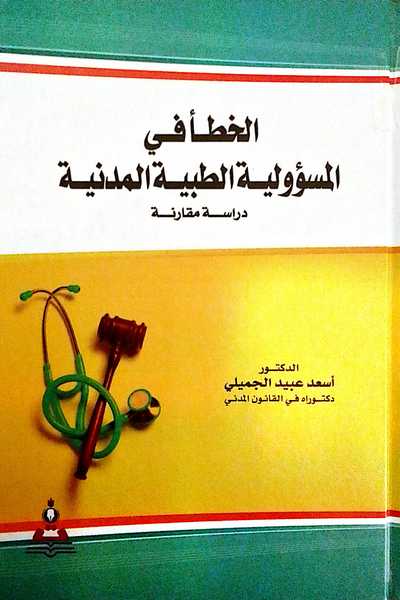 الخطأ في
المسؤولية الطبية المدنية
دراسة مقارنة
الدكتور
أسعد عبيد الجميلي
دكتوراه في القانون المدني